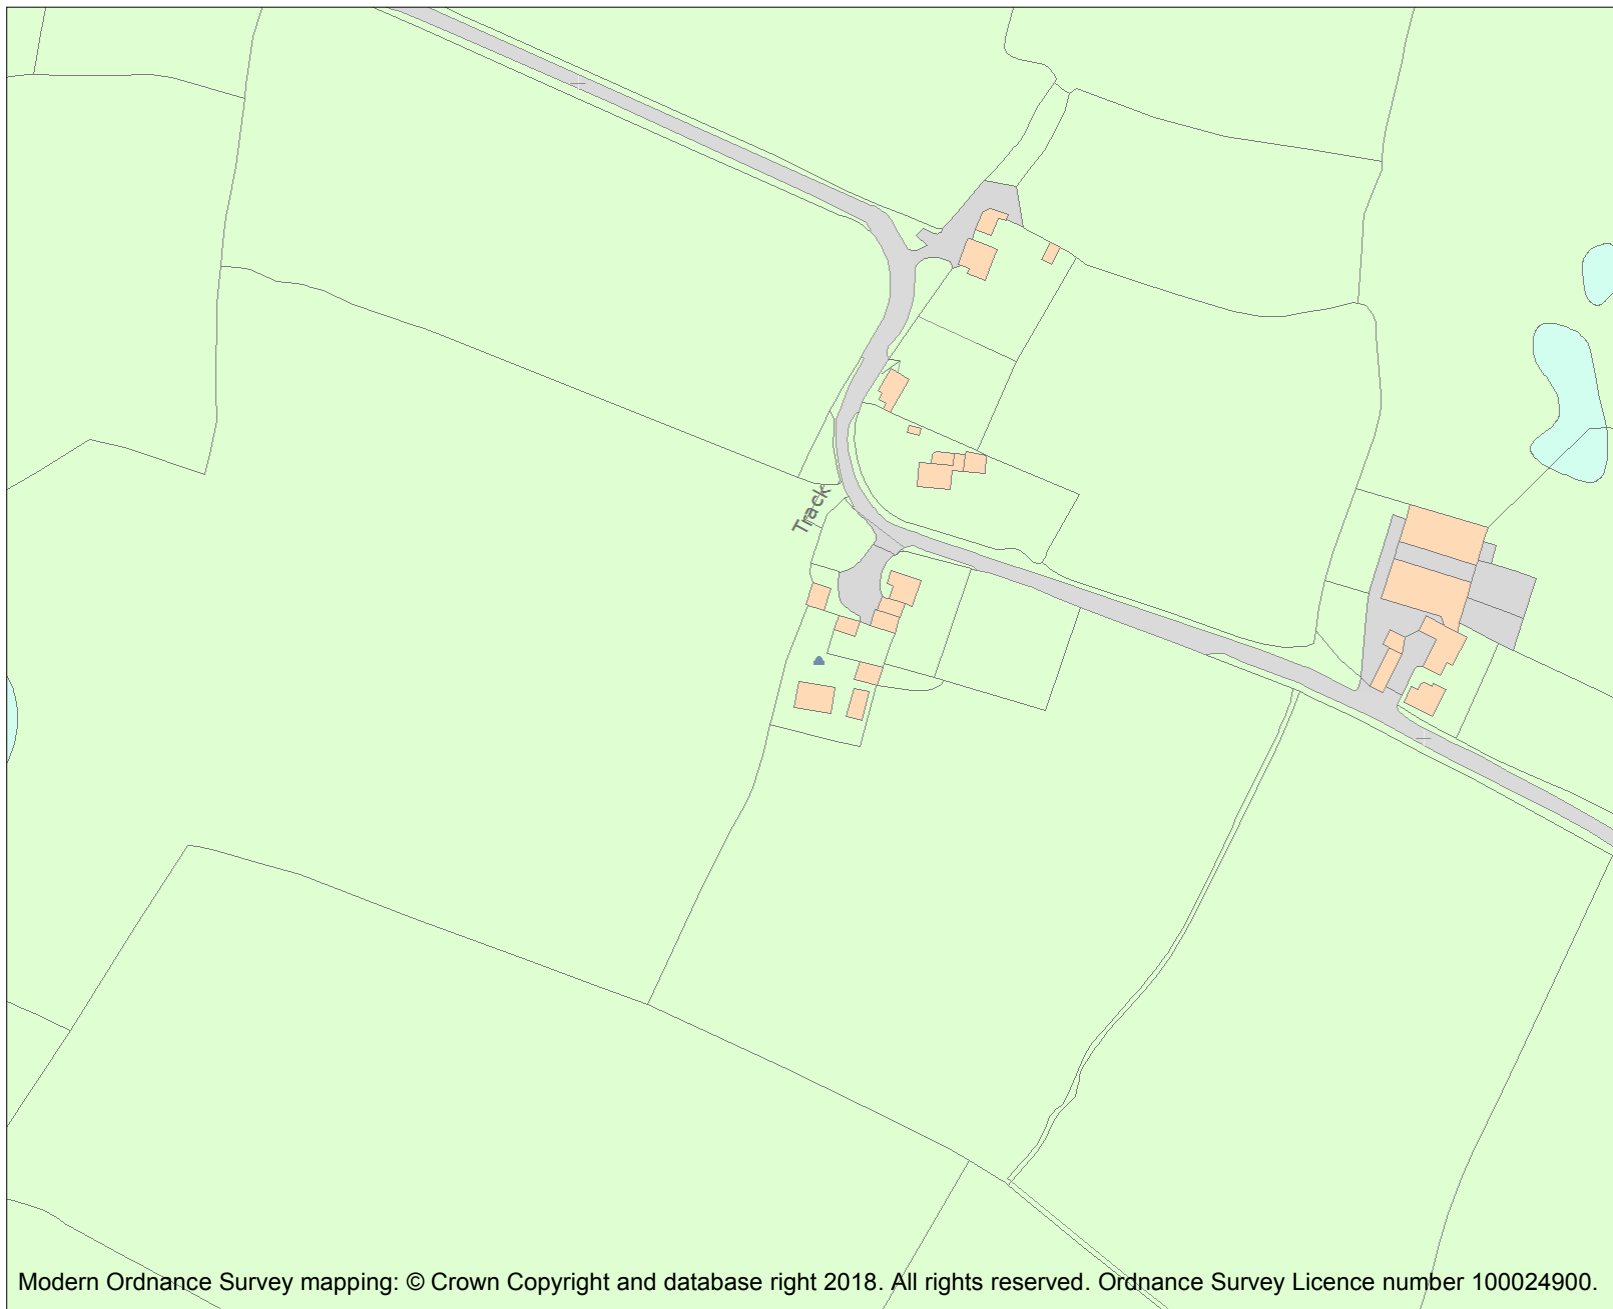 Track
Modern Ordnance Survey mapping: © Crown Copyright and database right 2018. All rights reserved. Ordnance Survey Licence number 100024900.